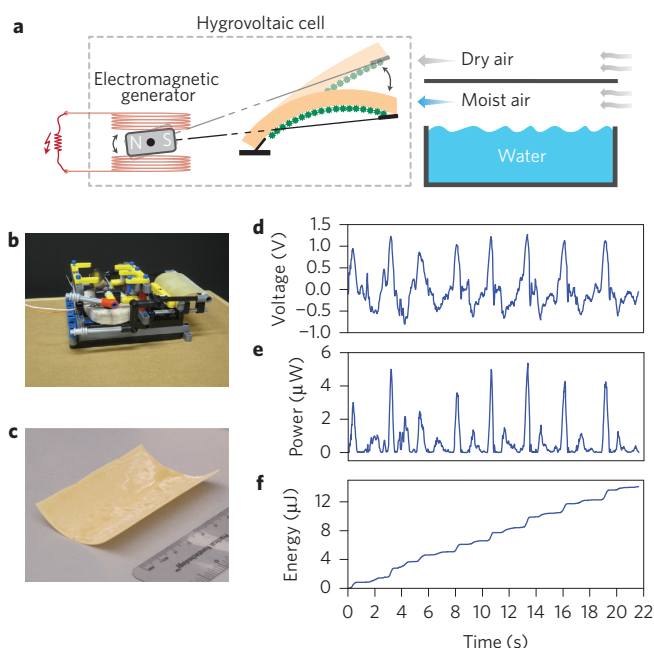 a
Hygrovoltaic cell
Electromagnetic
generator
N S
Dry air
Moist air
Water
b
c
d
Voltage (V)
1.5
1.0
0.5
0.0
−0.5
−1.0
e
Power (μW)
6
4
2
0
f
Energy (μJ)
12
8
4
0
0 2 4 6 8 10 12 14 16 18 20 22
Time (s)